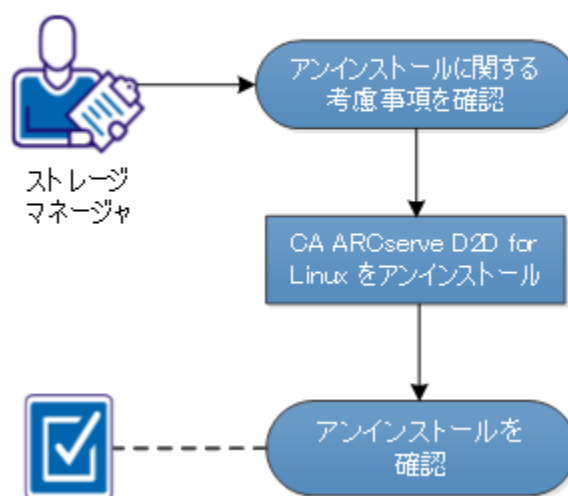 アンインストールに関する
考慮事項を確認
ストレージ
マネージャ
CA ARCserve D2D for
Linux をアンインストール
アンインストールを
確認